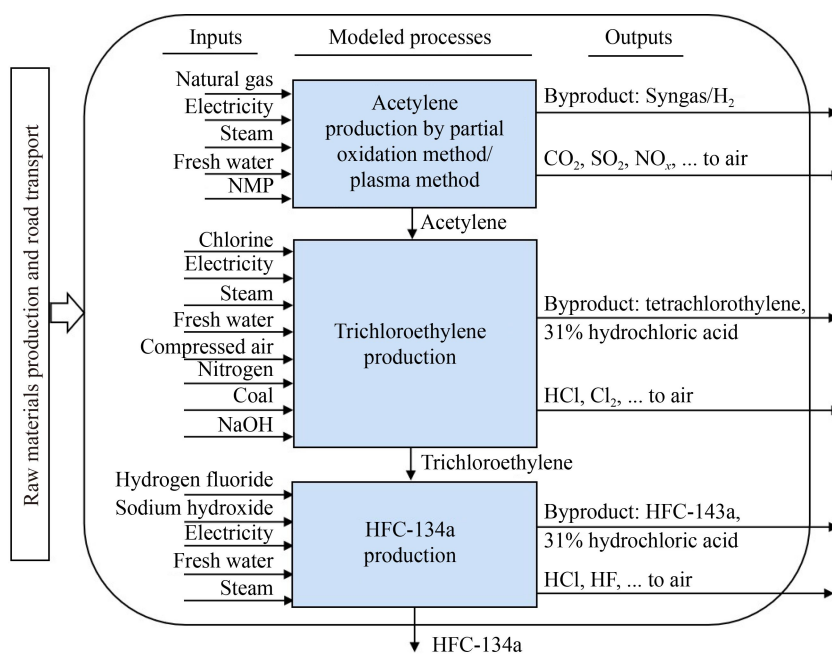 Inputs
Modeled processes
Outputs
Raw materials production and road transport
Natural gas
Electricity
Steam
Fresh water
NMP
Acetylene
production by partial
oxidation method/
plasma method
Byproduct: Syngas/H₂
CO₂, SO₂, NOₓ, ... to air
Acetylene
Chlorine
Electricity
Steam
Fresh water
Compressed air
Nitrogen
Coal
NaOH
Trichloroethylene
production
Byproduct: tetrachlorothylene,
31% hydrochloric acid
HCl, Cl₂, ... to air
Trichloroethylene
Hydrogen fluoride
Sodium hydroxide
Electricity
Fresh water
Steam
HFC-134a
production
Byproduct: HFC-143a,
31% hydrochloric acid
HCl, HF, ... to air
HFC-134a